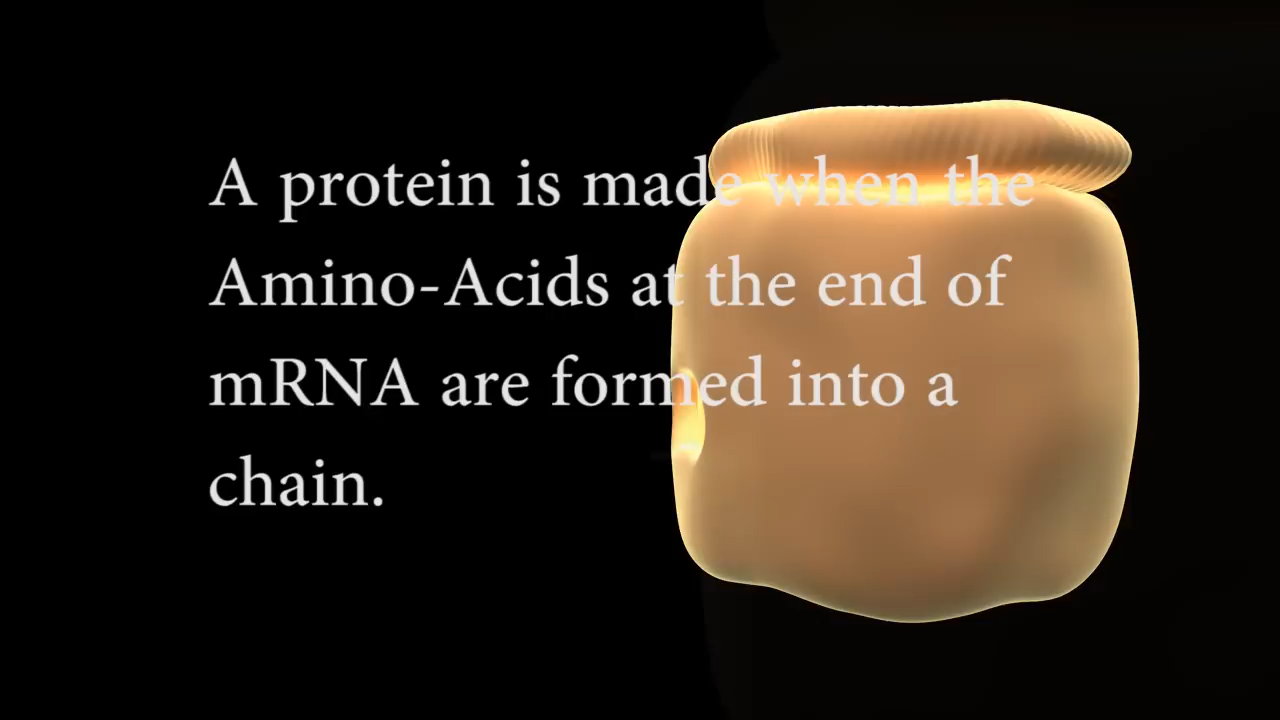 A protein is made when the
Amino-Acids at the end of
mRNA are formed into a
chain.